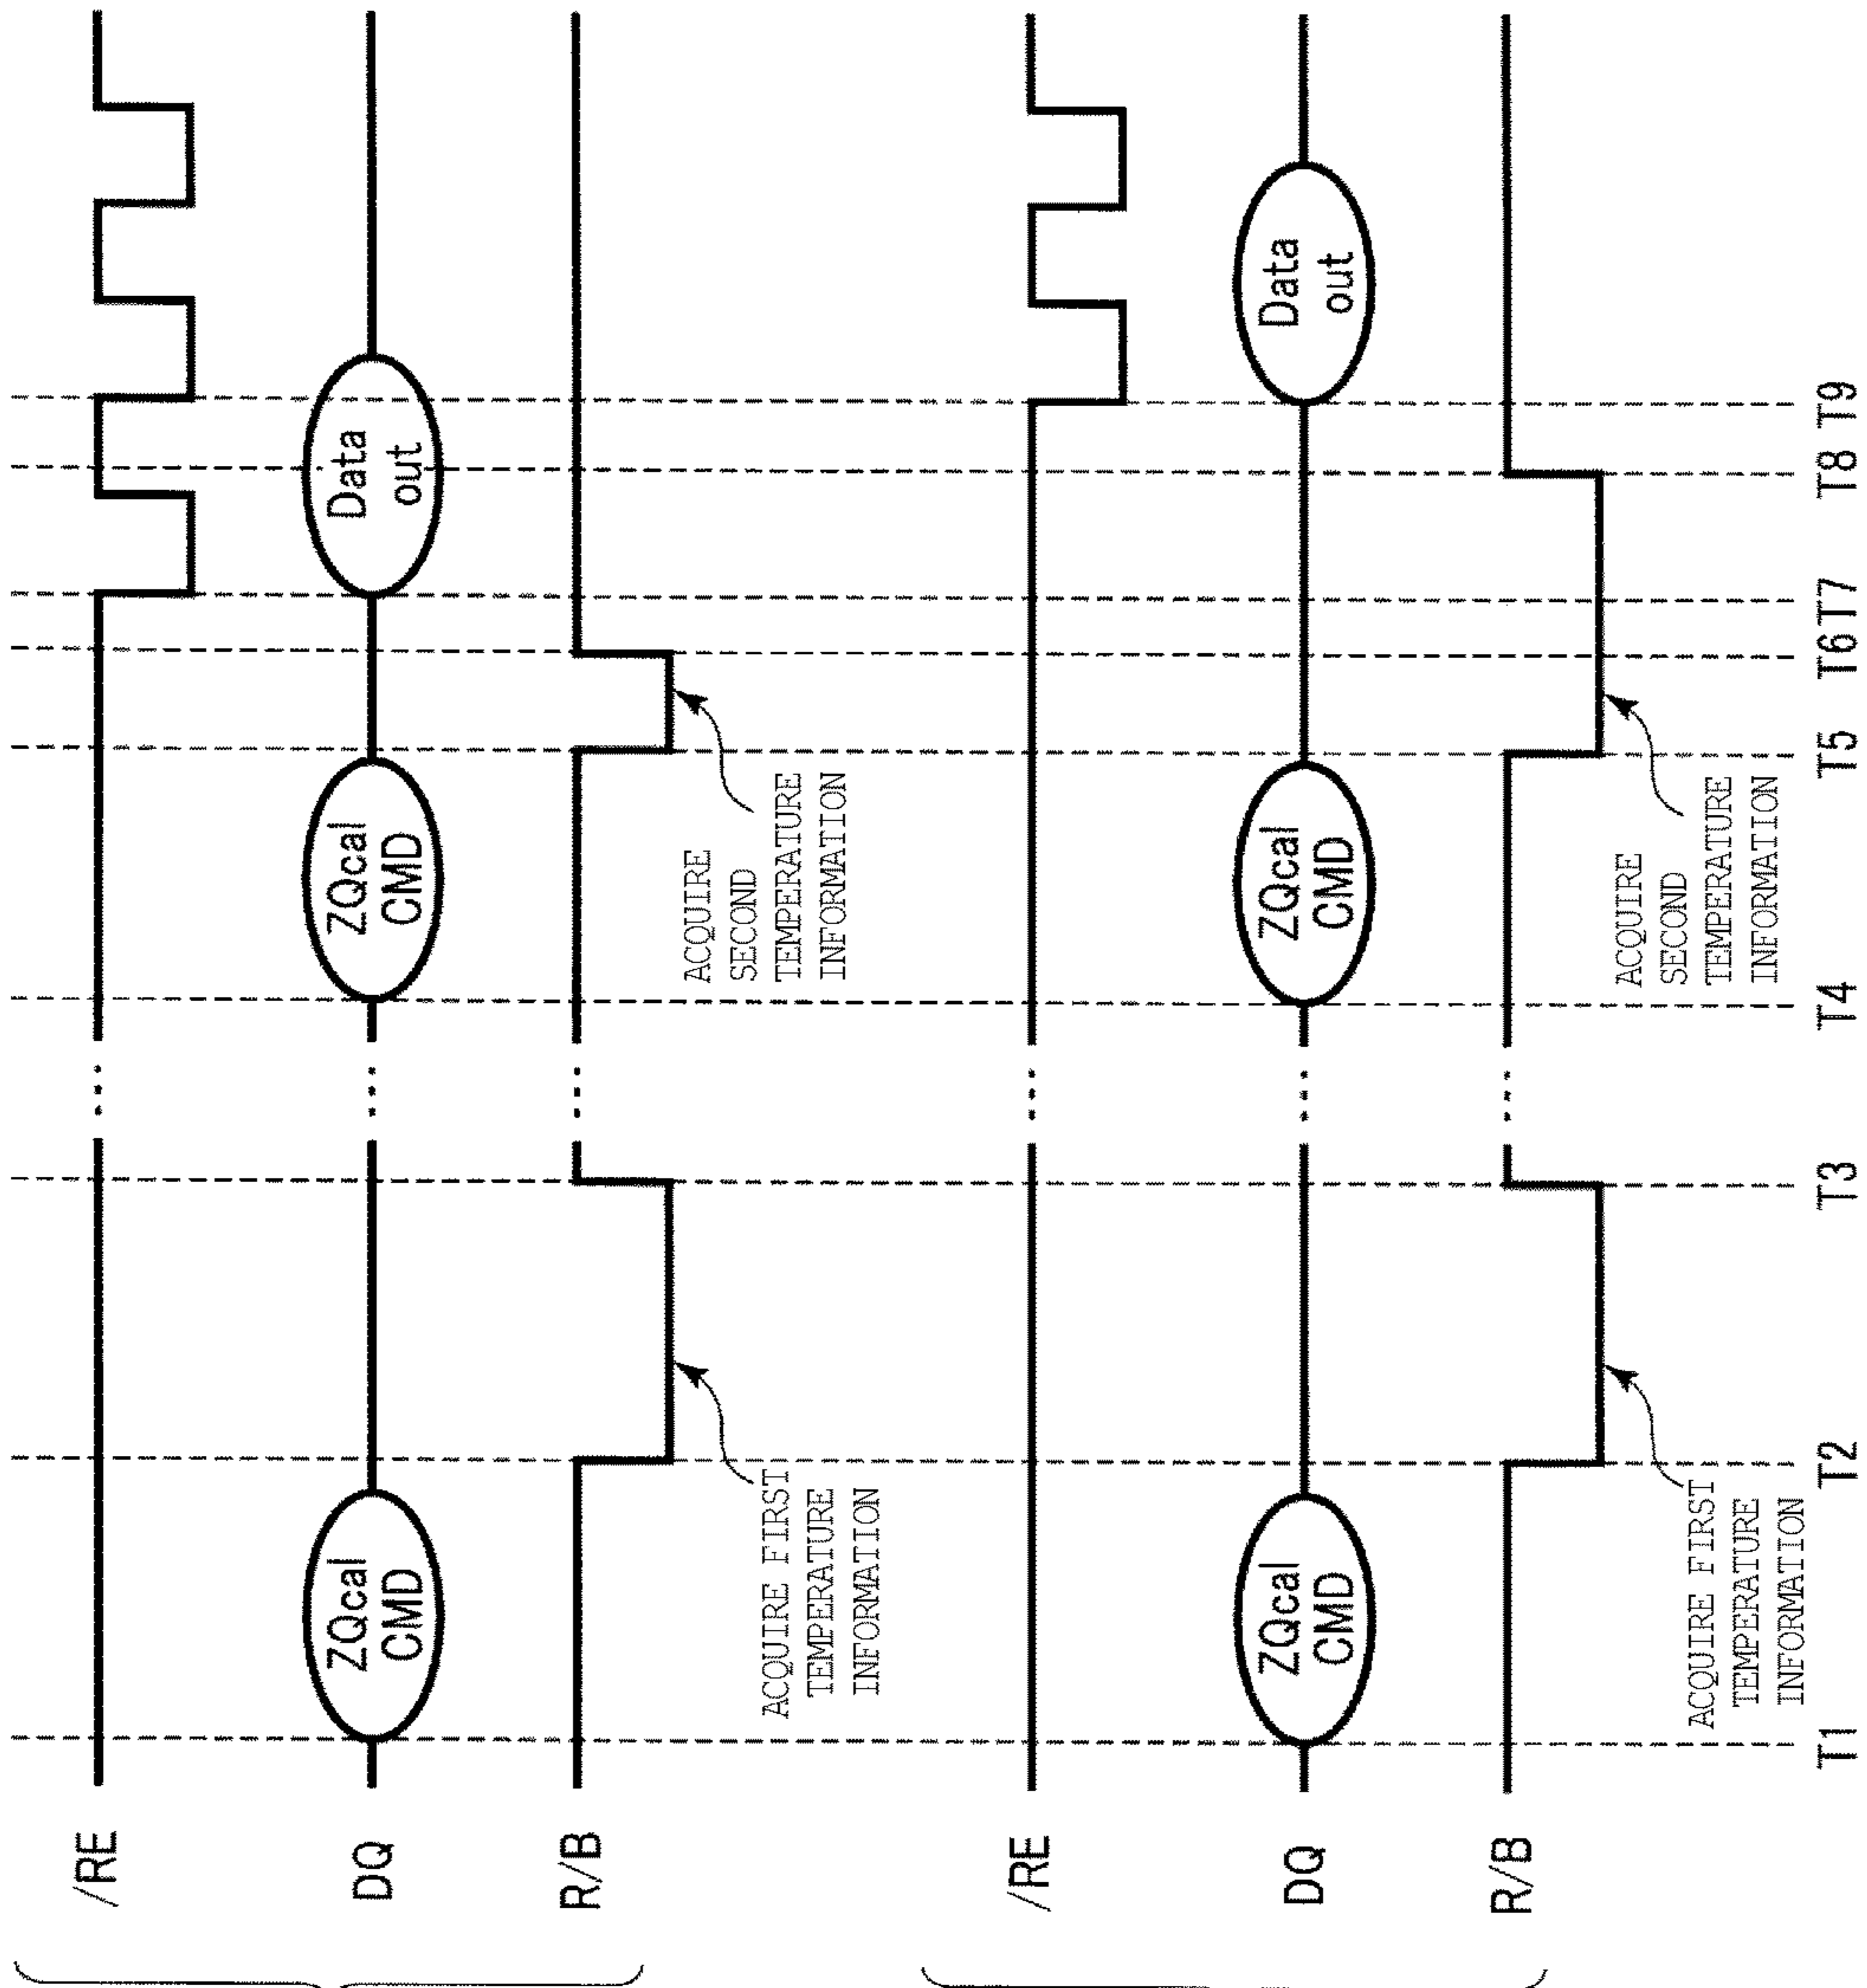 /RE
DQ
ZQcal
CMD
ZQcal
CMD
Data
out
R/B
ACQUIRE FIRST
TEMPERATURE
INFORMATION
ACQUIRE
SECOND
TEMPERATURE
INFORMATION
/RE
DQ
ZQcal
CMD
ZQcal
CMD
Data
out
R/B
ACQUIRE FIRST
TEMPERATURE
INFORMATION
ACQUIRE
SECOND
TEMPERATURE
INFORMATION
T1 T2 T3 T4 T5 T6 T7 T8 T9